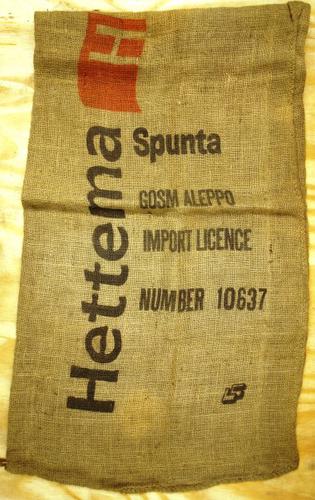 H
Hettema
Spunta
GOSM ALEPPO
IMPORT LICENCE
NUMBER 10637